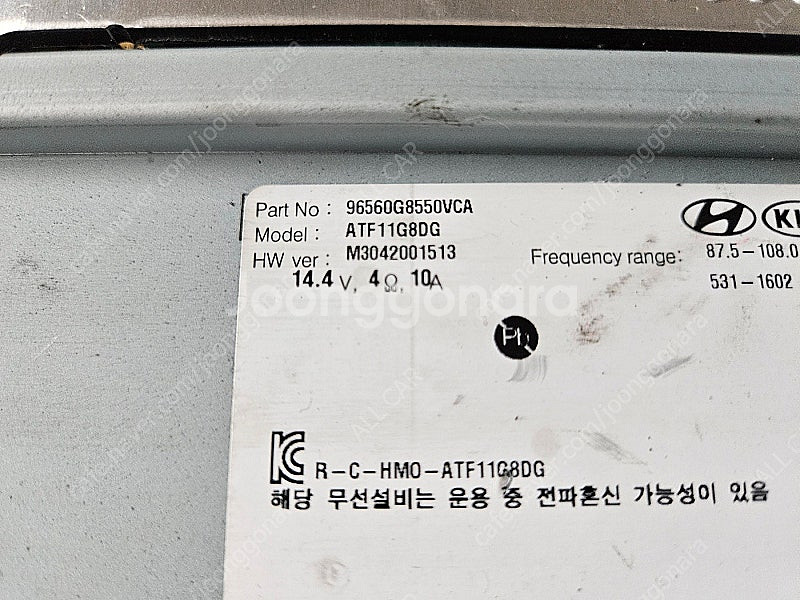 Part No : 96560G8550VCA
Model : ATF11G8DG
HW ver : M3042001513
14.4 V, 4Ω, 10A
Frequency range: 87.5-108.0
531-1602
Joonggonara
R-C-HMO-ATF11G8DG
해당 무선설비는 운용 중 전파혼신 가능성이 있음